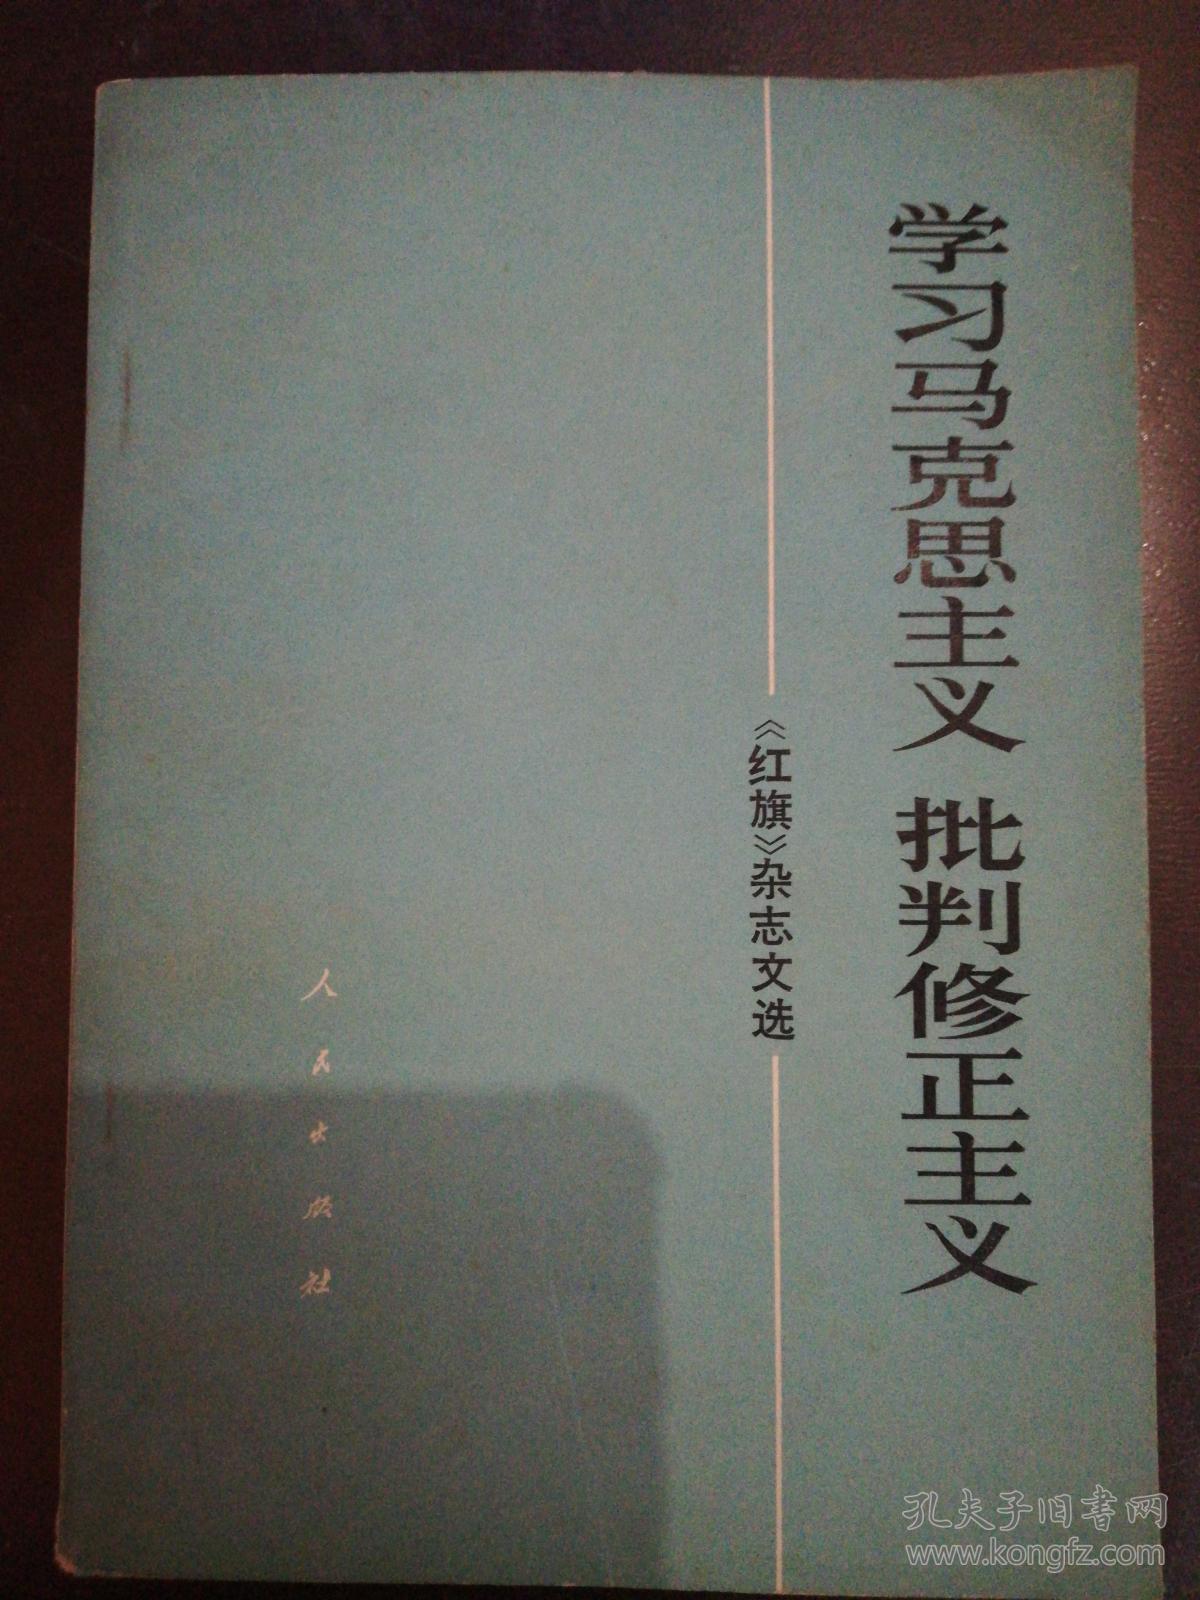 学习马克思主义 批判修正主义
《红旗》杂志文选
人民出版社
孔夫子旧书网
www.kongfz.com